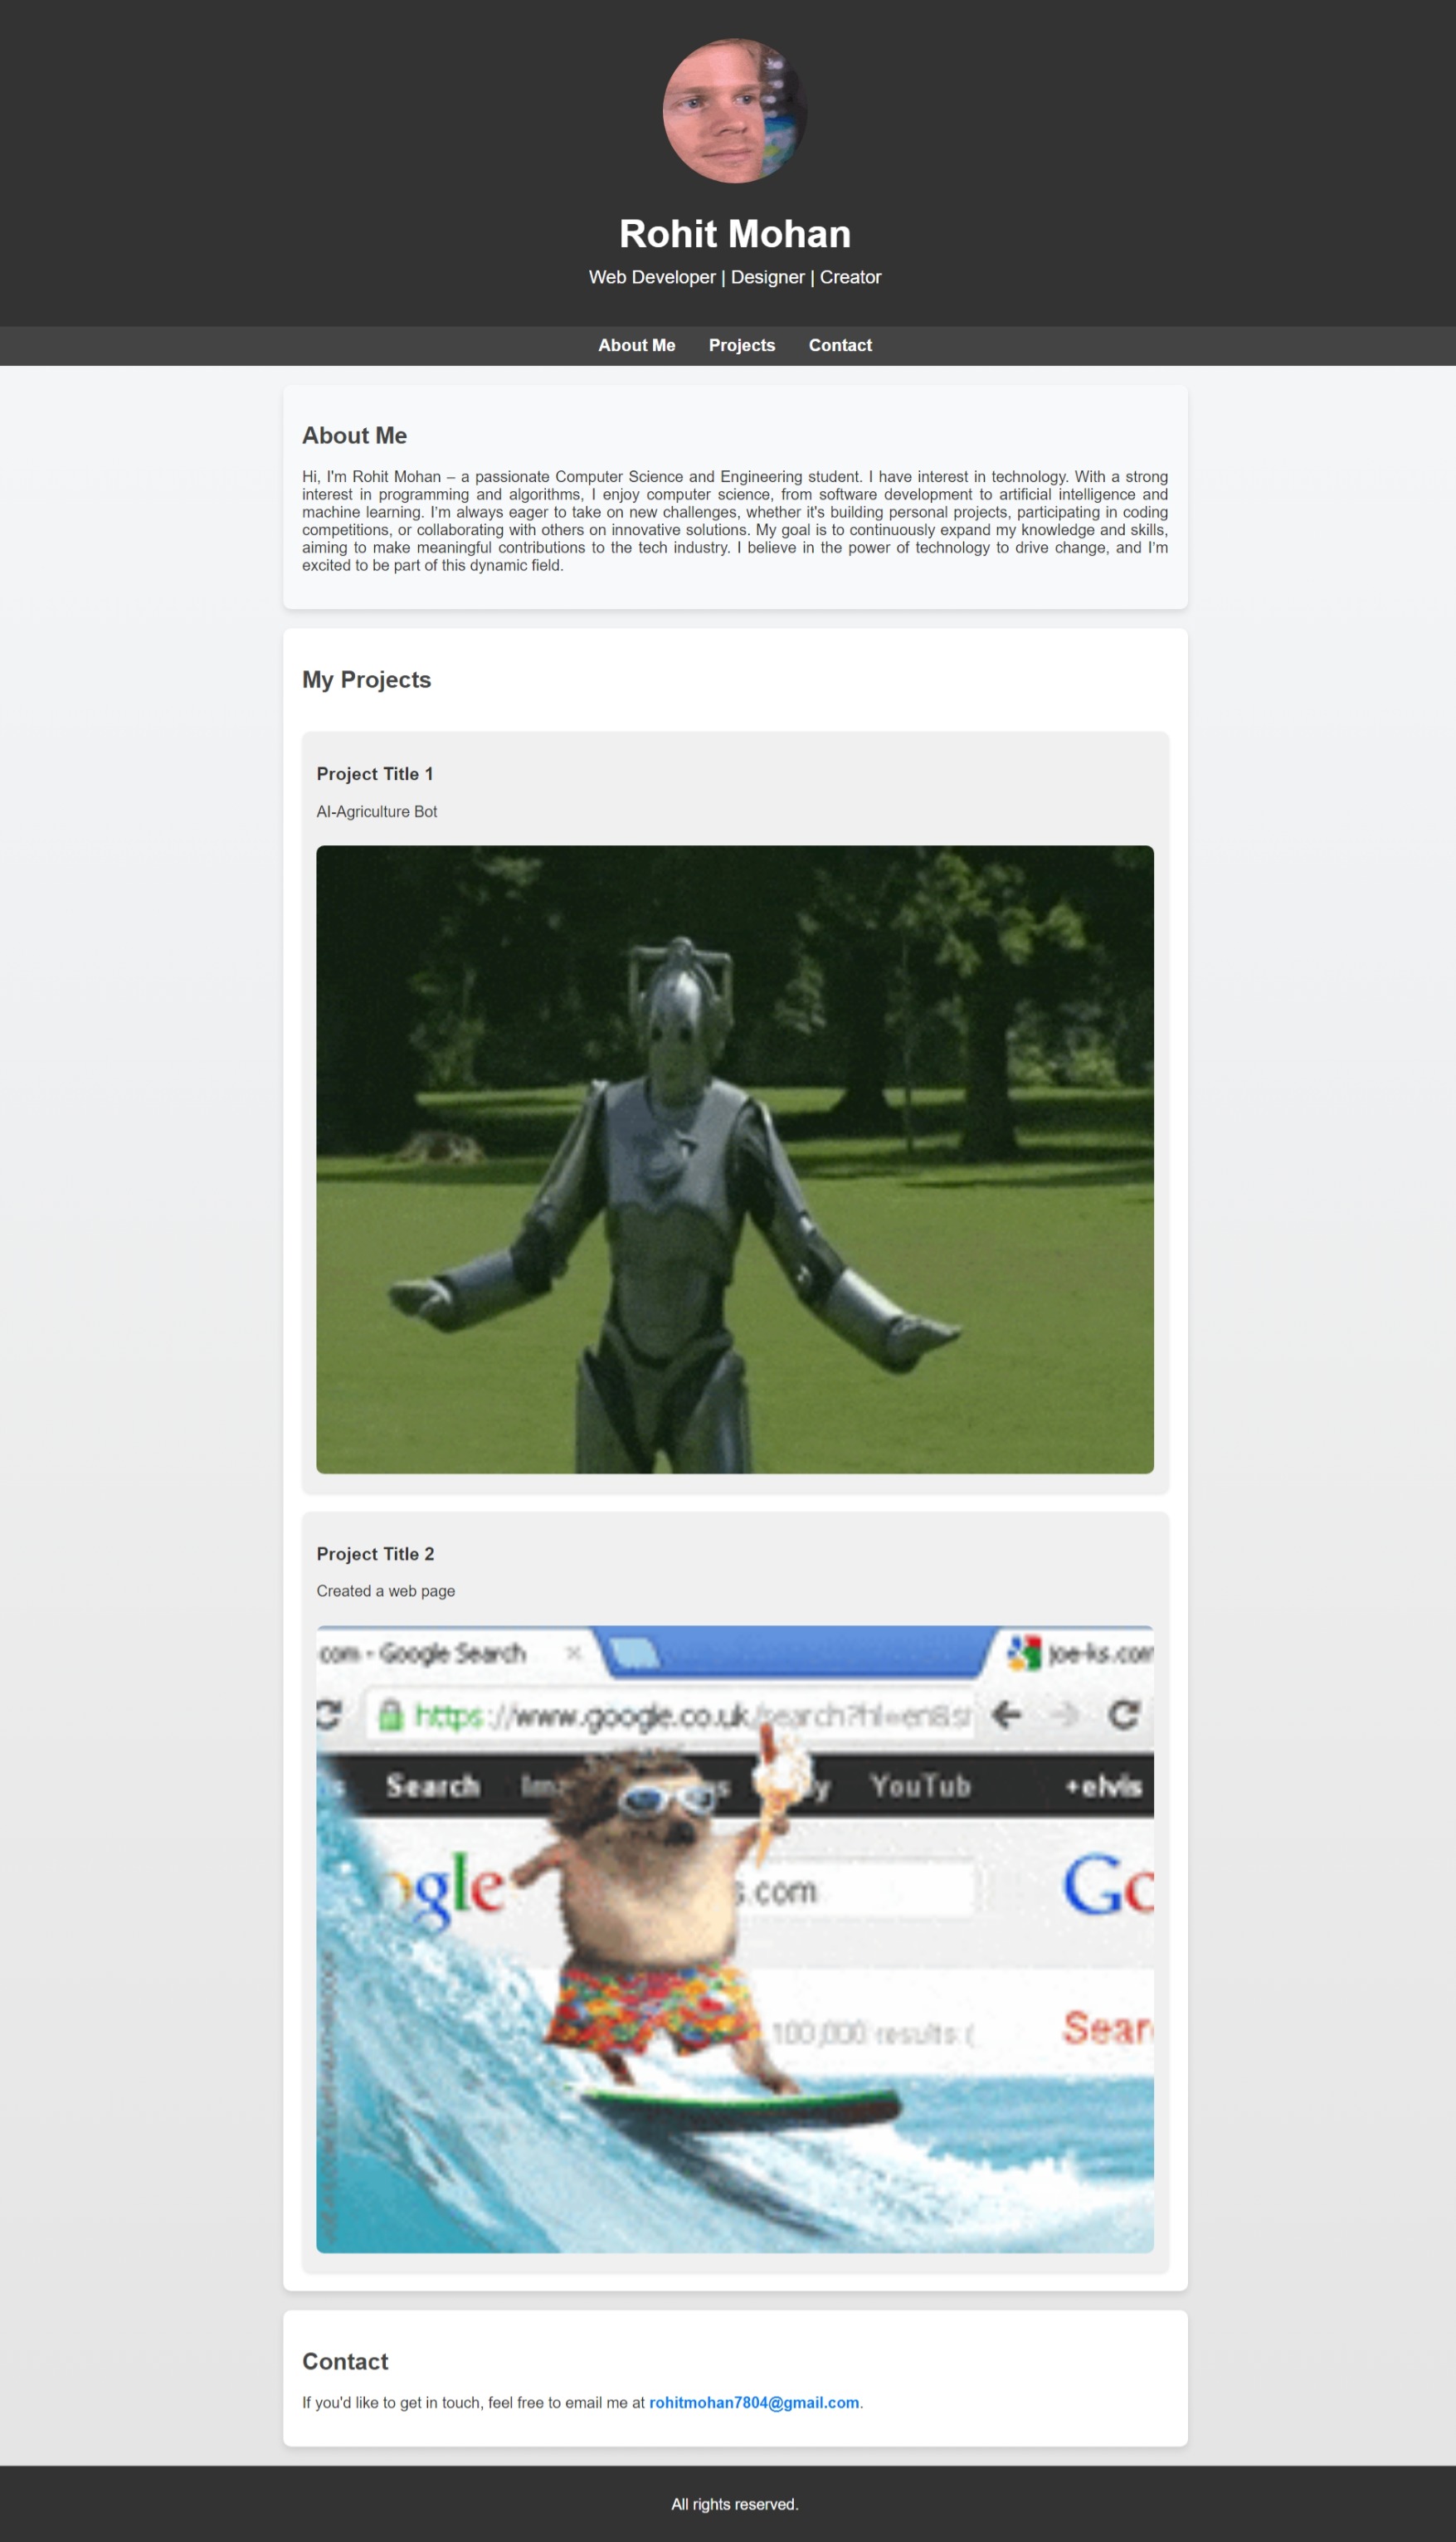 Rohit Mohan
Web Developer | Designer | Creator
About Me
Projects
Contact
About Me
Hi, I'm Rohit Mohan – a passionate Computer Science and Engineering student. I have interest in technology. With a strong
interest in programming and algorithms, I enjoy computer science, from software development to artificial intelligence and
machine learning. I'm always eager to take on new challenges, whether it's building personal projects, participating in coding
competitions, or collaborating with others on innovative solutions. My goal is to continuously expand my knowledge and skills,
aiming to make meaningful contributions to the tech industry. I believe in the power of technology to drive change, and I'm
excited to be part of this dynamic field.
My Projects
Project Title 1
AI-Agriculture Bot
Project Title 2
Created a web page
com - Google Search
joe-ks.com
https://www.google.co.uk/search?hl=en&
Search
YouTub
+elvis
ogle
s.com
Go
100,000 results (
Sear
Contact
If you'd like to get in touch, feel free to email me at rohitmohan7804@gmail.com.
All rights reserved.